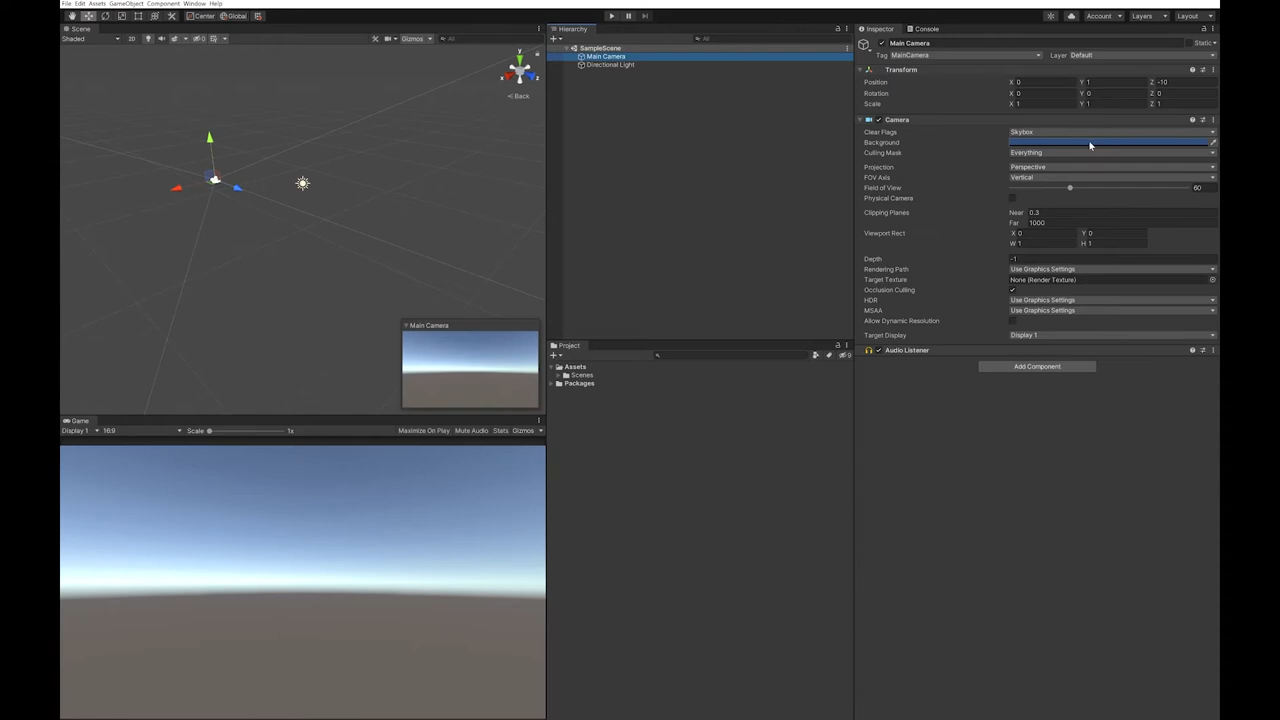 File Edit Assets GameObject Component Window Help
Center Global
Account Layers Layout
Scene
Shaded 2D Gizmos All
y
x z
< Back
Main Camera
Game
Display 1 16:9 Scale 1x Maximize On Play Mute Audio Stats Gizmos
Hierarchy
+ All
SampleScene
Main Camera
Directional Light
Project
+ 9
Assets
Scenes
Packages
Inspector Console
Main Camera Static
Tag MainCamera Layer Default
Transform
Position X 0 Y 1 Z -10
Rotation X 0 Y 0 Z 0
Scale X 1 Y 1 Z 1
Camera
Clear Flags Skybox
Background
Culling Mask Everything
Projection Perspective
FOV Axis Vertical
Field of View 60
Physical Camera
Clipping Planes Near 0.3
Far 1000
Viewport Rect X 0 Y 0
W 1 H 1
Depth -1
Rendering Path Use Graphics Settings
Target Texture None (Render Texture)
Occlusion Culling
HDR Use Graphics Settings
MSAA Use Graphics Settings
Allow Dynamic Resolution
Target Display Display 1
Audio Listener
Add Component